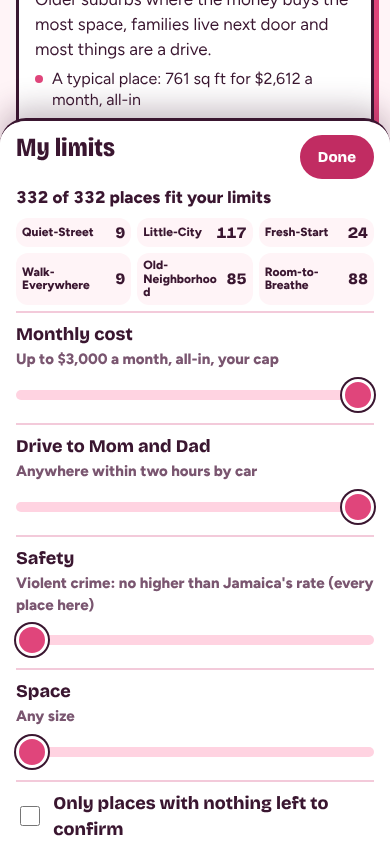 Older suburbs where the money buys the
most space, families live next door and
most things are a drive.
A typical place: 761 sq ft for $2,612 a
month, all-in
My limits
Done
332 of 332 places fit your limits
Quiet-Street 9
Little-City 117
Fresh-Start 24
Walk-
Everywhere 9
Old-
Neighborhoo
d 85
Room-to-
Breathe 88
Monthly cost
Up to $3,000 a month, all-in, your cap
Drive to Mom and Dad
Anywhere within two hours by car
Safety
Violent crime: no higher than Jamaica's rate (every
place here)
Space
Any size
Only places with nothing left to
confirm